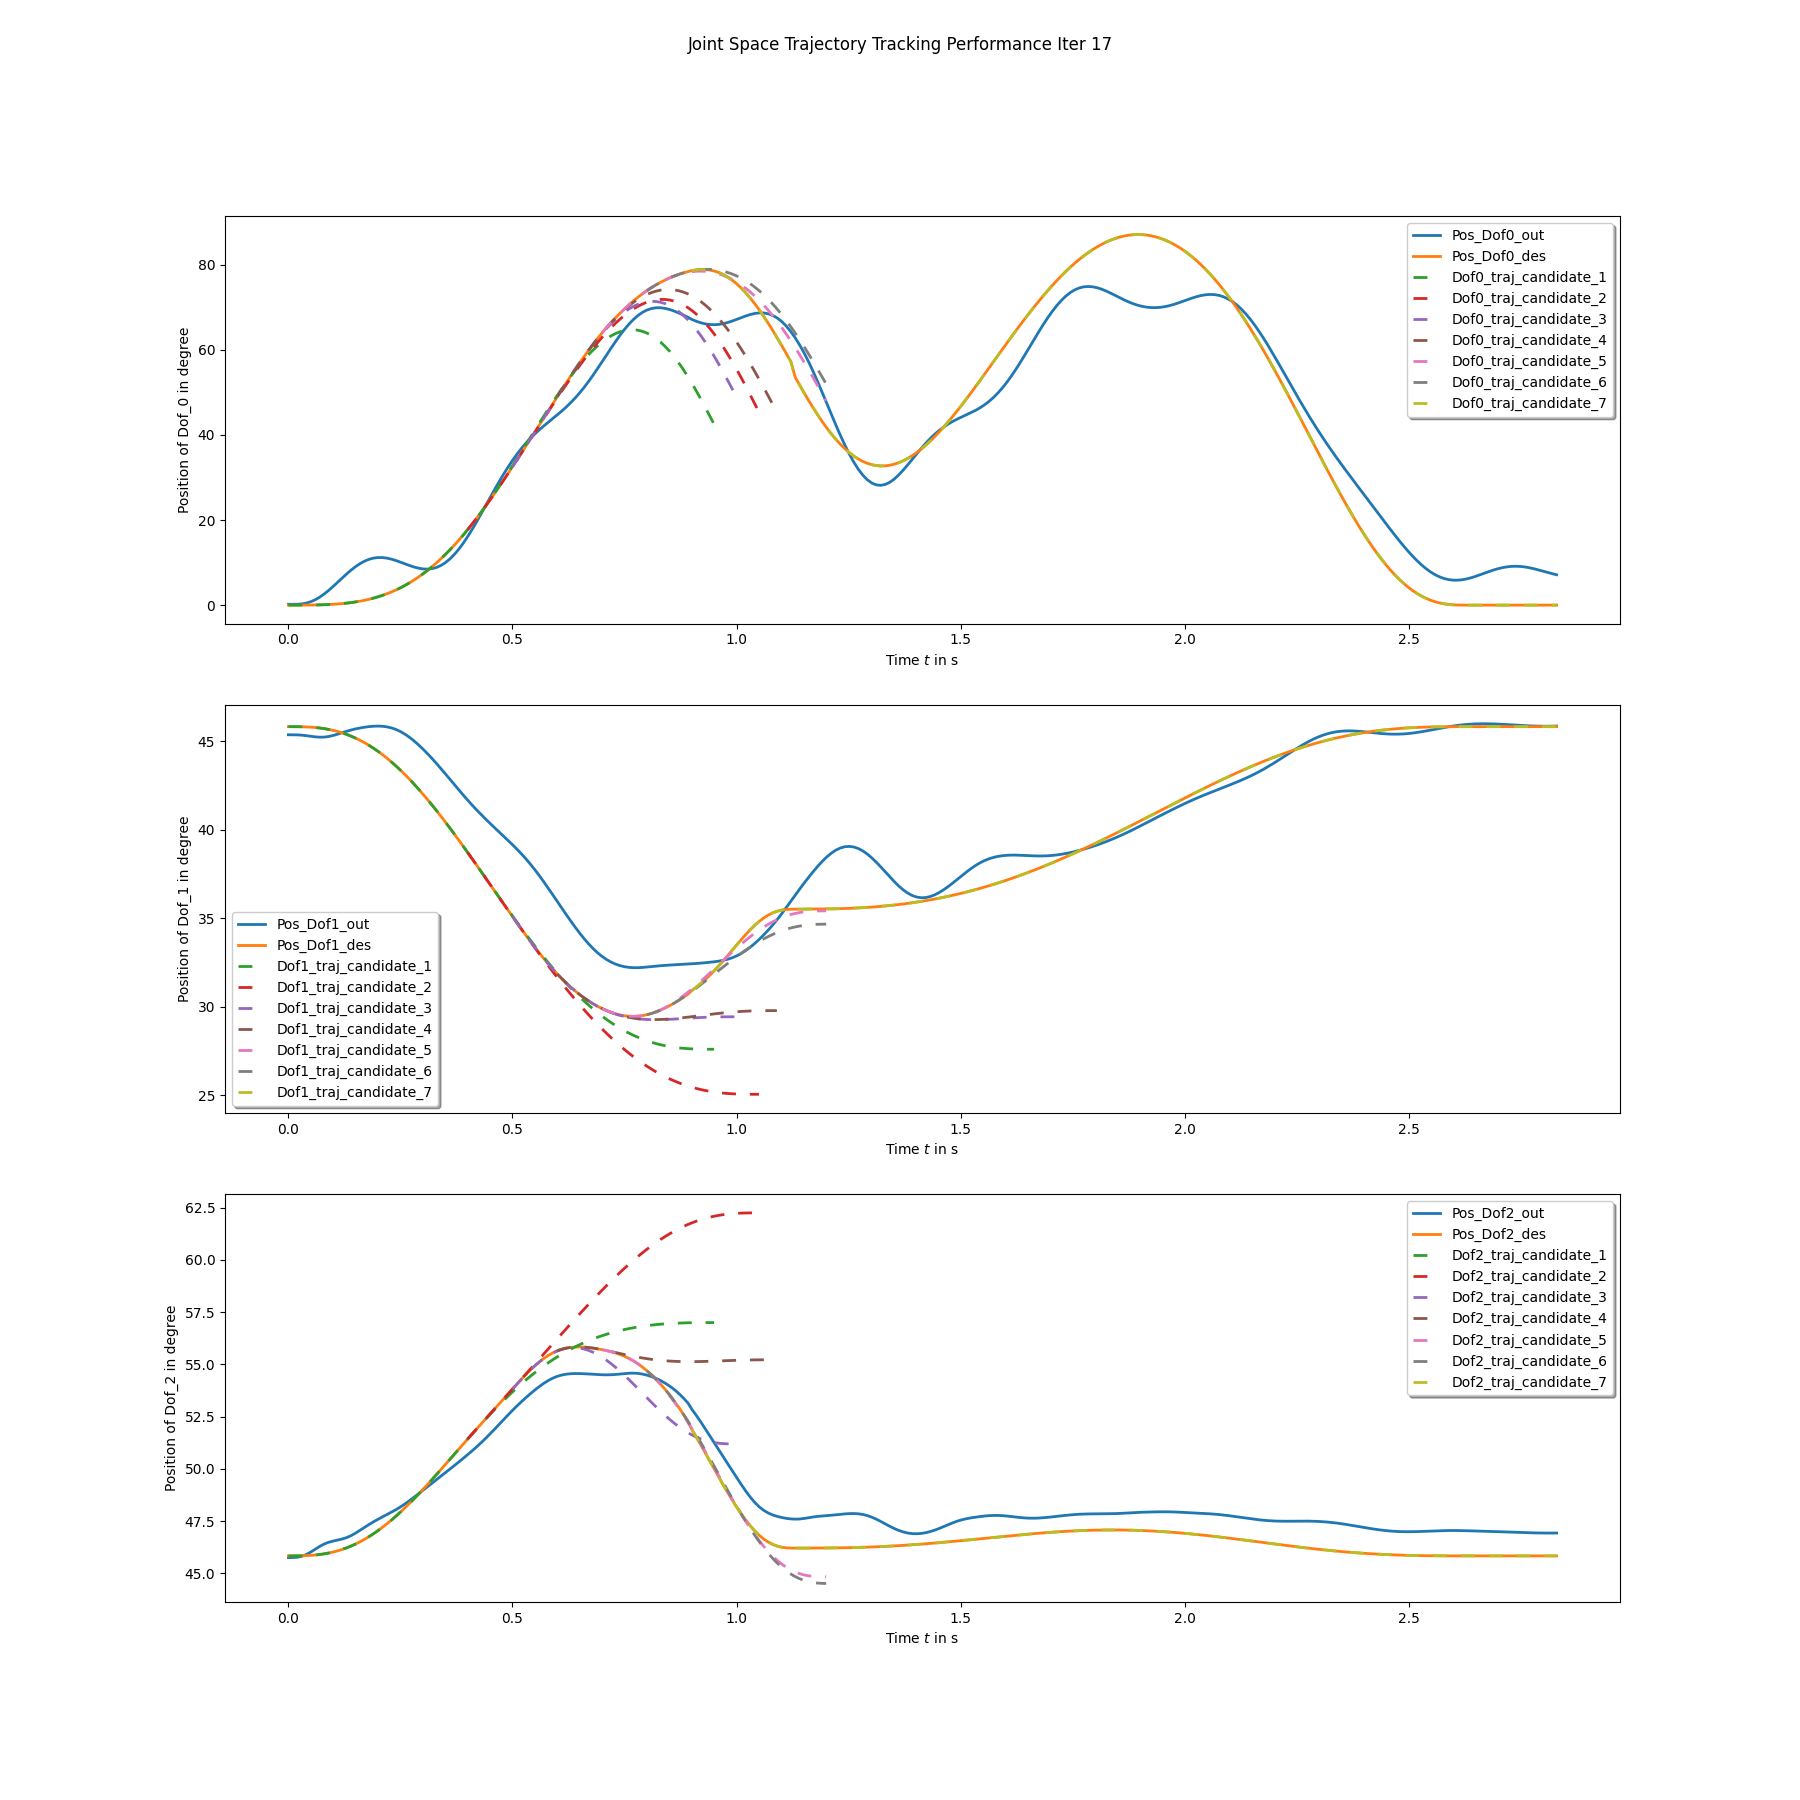 Joint Space Trajectory Tracking Performance Iter 17
Position of Dof_0 in degree
80
60
40
20
0
0.0 0.5 1.0 1.5 2.0 2.5
Time t in s
Pos_Dof0_out
Pos_Dof0_des
Dof0_traj_candidate_1
Dof0_traj_candidate_2
Dof0_traj_candidate_3
Dof0_traj_candidate_4
Dof0_traj_candidate_5
Dof0_traj_candidate_6
Dof0_traj_candidate_7
Position of Dof_1 in degree
45
40
35
30
25
0.0 0.5 1.0 1.5 2.0 2.5
Time t in s
Pos_Dof1_out
Pos_Dof1_des
Dof1_traj_candidate_1
Dof1_traj_candidate_2
Dof1_traj_candidate_3
Dof1_traj_candidate_4
Dof1_traj_candidate_5
Dof1_traj_candidate_6
Dof1_traj_candidate_7
Position of Dof_2 in degree
62.5
60.0
57.5
55.0
52.5
50.0
47.5
45.0
0.0 0.5 1.0 1.5 2.0 2.5
Time t in s
Pos_Dof2_out
Pos_Dof2_des
Dof2_traj_candidate_1
Dof2_traj_candidate_2
Dof2_traj_candidate_3
Dof2_traj_candidate_4
Dof2_traj_candidate_5
Dof2_traj_candidate_6
Dof2_traj_candidate_7